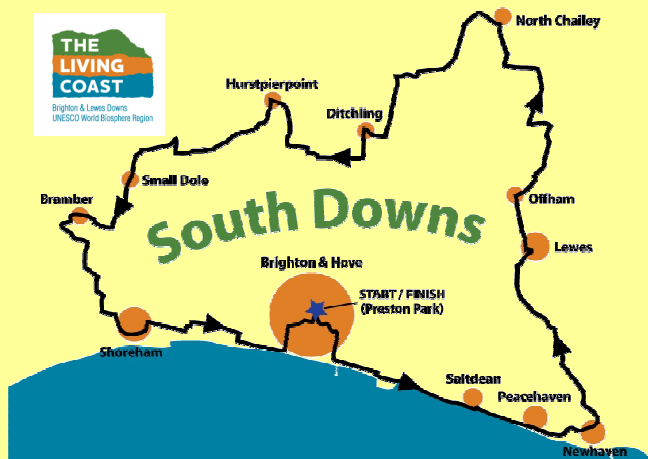 THE
LIVING
COAST
Brighton & Lewes Downs
UNESCO World Biosphere Region
North Chailey
Hurstpierpoint
Ditchling
Small Dole
Bramber
Offham
South Downs
Lewes
Brighton & Hove
START / FINISH
(Preston Park)
Shoreham
Saltdean
Peacehaven
Newhaven